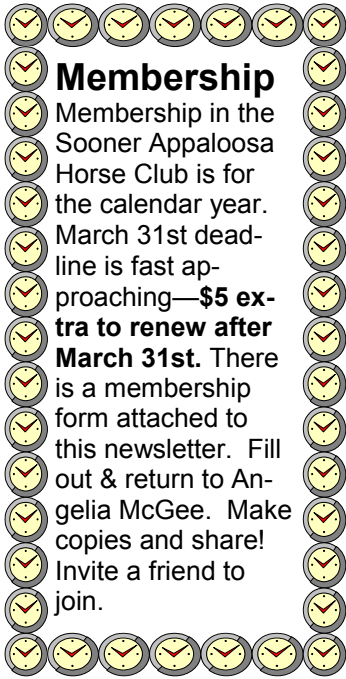 Membership
Membership in the
Sooner Appaloosa
Horse Club is for
the calendar year.
March 31st dead-
line is fast ap-
proaching—$5 ex-
tra to renew after
March 31st. There
is a membership
form attached to
this newsletter.  Fill
out & return to An-
gelia McGee.  Make
copies and share!
Invite a friend to
join.